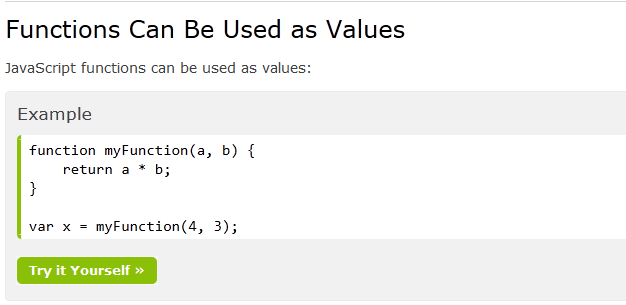 Functions Can Be Used as Values
JavaScript functions can be used as values:
Example
function myFunction(a, b) {
    return a * b;
}
var x = myFunction(4, 3);
Try it Yourself »